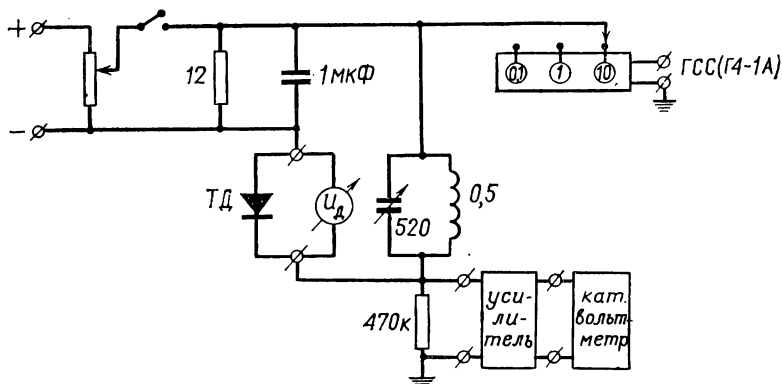 +
12
1мкФ
0,1
1
10
ГСС(Г4-1А)
−
ТД
Uд
520
0,5
470к
уси-
ли-
тель
кат.
вольт-
метр